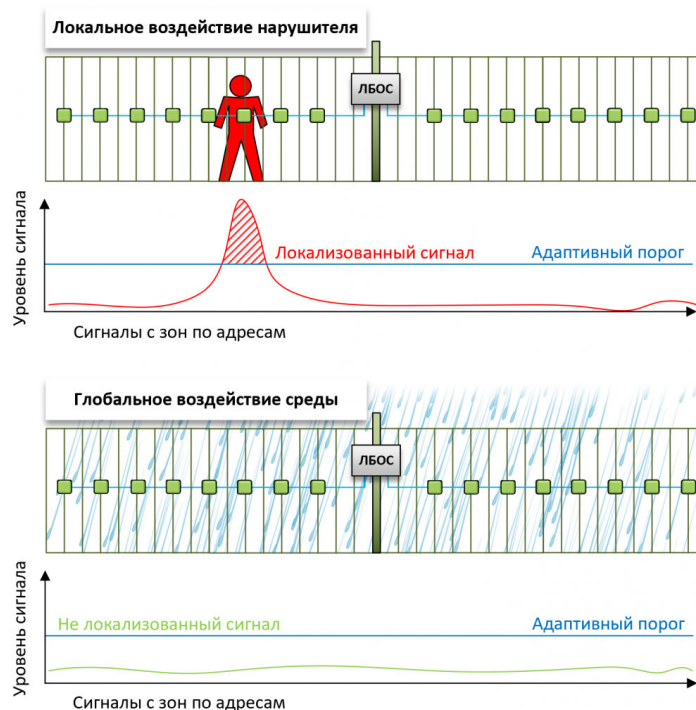 Локальное воздействие нарушителя
ЛБОС
Уровень сигнала
Локализованный сигнал
Адаптивный порог
Сигналы с зон по адресам
Глобальное воздействие среды
ЛБОС
Уровень сигнала
Не локализованный сигнал
Адаптивный порог
Сигналы с зон по адресам